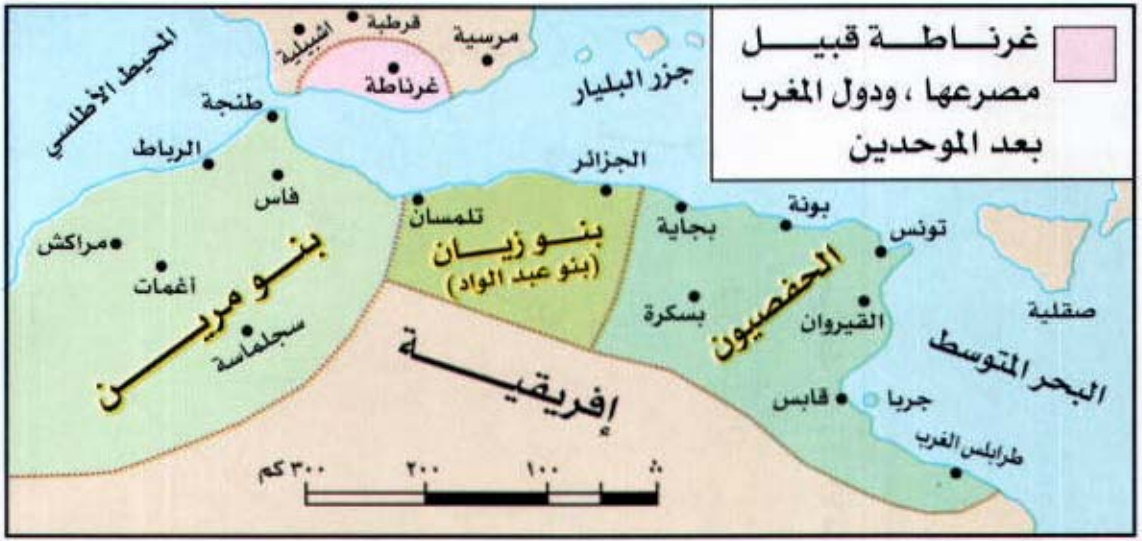 غرناطة قبيل
مصرعها ، ودول المغرب
بعد الموحدين
المحيط الأطلسي
اشبيلية
قرطبة
مرسية
غرناطة
جزر البليار
طنجة
الرباط
فاس
مراكش
أغمات
سجلماسة
بنو مرين
تلمسان
الجزائر
بنو زيان
(بنو عبد الواد)
بجاية
بونة
تونس
بسكرة
القيروان
الحفصيون
قابس
جربا
طرابلس الغرب
صقلية
البحر المتوسط
إفريقية
٣٠٠ كم
٢٠٠
١٠٠